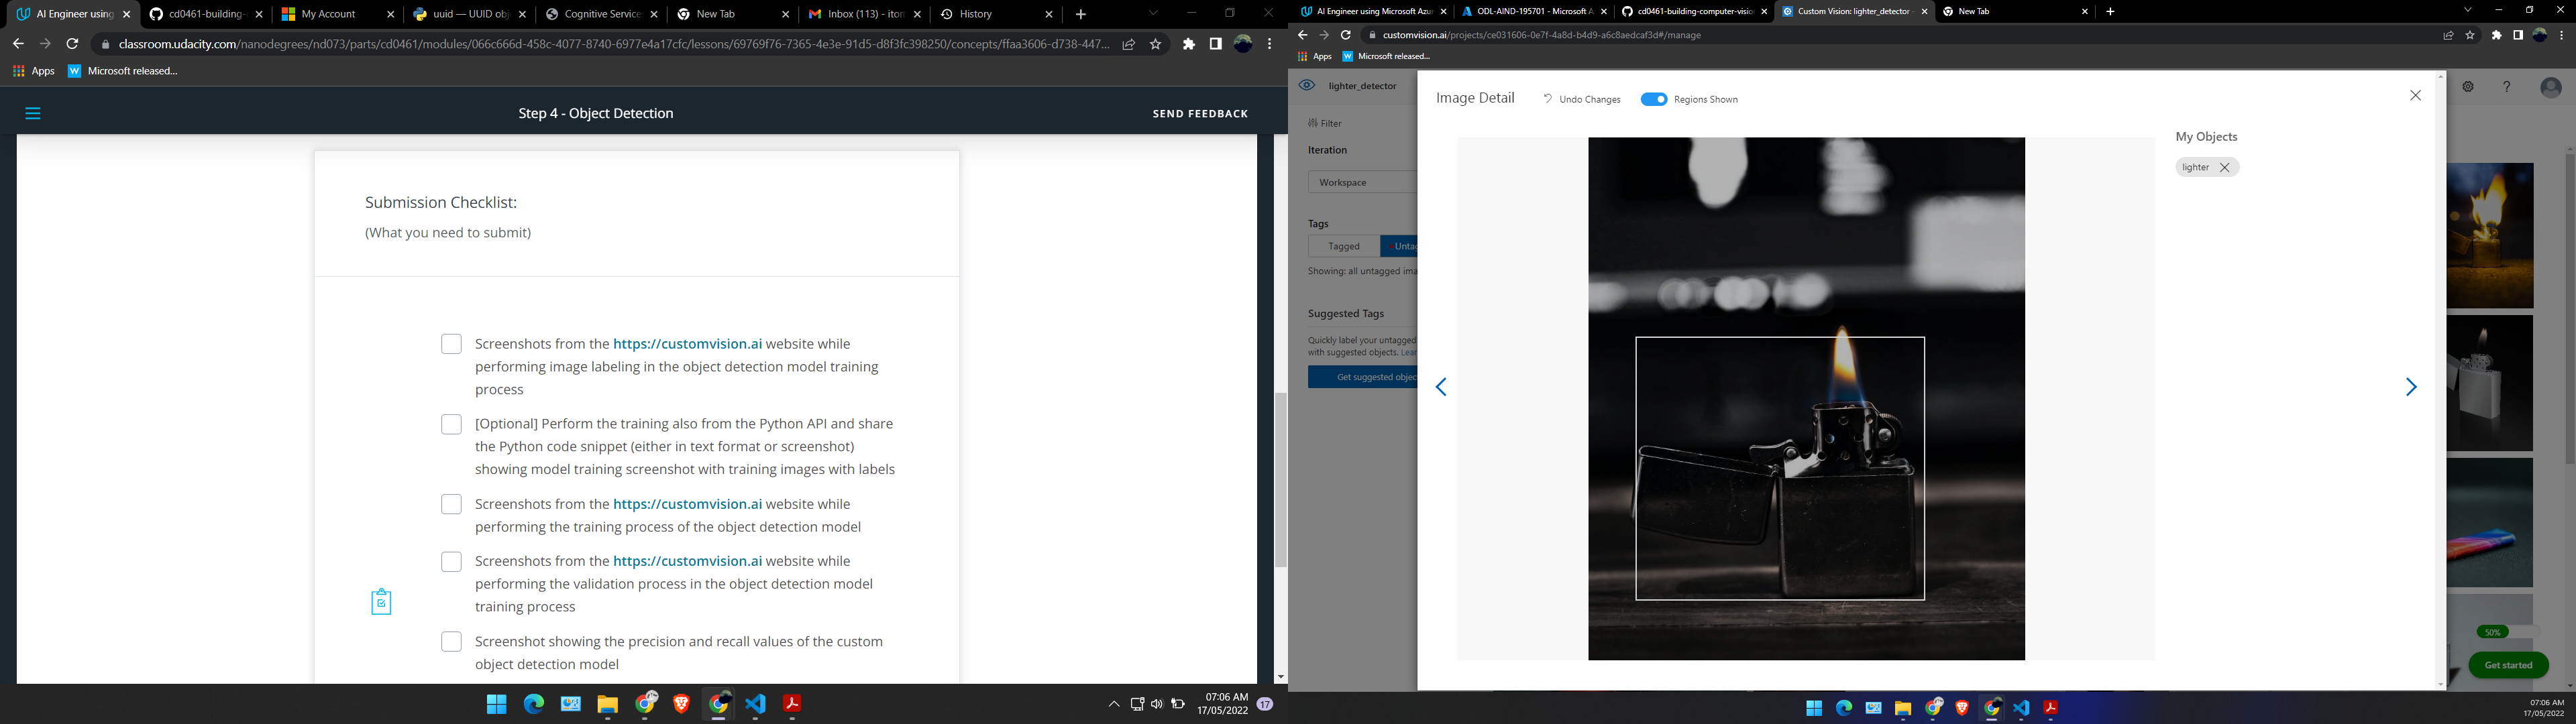 AI Engineer using
cd0461-building-
My Account
uuid — UUID obj
Cognitive Service
New Tab
Inbox (113) - itom
History
classroom.udacity.com/nanodegrees/nd073/parts/cd0461/modules/066c666d-458c-4077-8740-6977e4a17cfc/lessons/69769f76-7365-4e3e-91d5-d8f3fc398250/concepts/ffaa3606-d738-447...
Apps
Microsoft released...
Step 4 - Object Detection
SEND FEEDBACK
Submission Checklist:
(What you need to submit)
Screenshots from the https://customvision.ai website while
performing image labeling in the object detection model training
process
[Optional] Perform the training also from the Python API and share
the Python code snippet (either in text format or screenshot)
showing model training screenshot with training images with labels
Screenshots from the https://customvision.ai website while
performing the training process of the object detection model
Screenshots from the https://customvision.ai website while
performing the validation process in the object detection model
training process
Screenshot showing the precision and recall values of the custom
object detection model
07:06 AM
17/05/2022
17
AI Engineer using Microsoft Azur
ODL-AIND-195701 - Microsoft A
cd0461-building-computer-visio
Custom Vision: lighter_detector -
New Tab
customvision.ai/projects/ce031606-0e7f-4a8d-b4d9-a6c8aedcaf3d#/manage
Apps
Microsoft released...
lighter_detector
Filter
Iteration
Workspace
Tags
Tagged
Untag
Showing: all untagged ima
Suggested Tags
Quickly label your untagged
with suggested objects. Lear
Get suggested objec
Image Detail
Undo Changes
Regions Shown
My Objects
lighter
50%
Get started
07:06 AM
17/05/2022